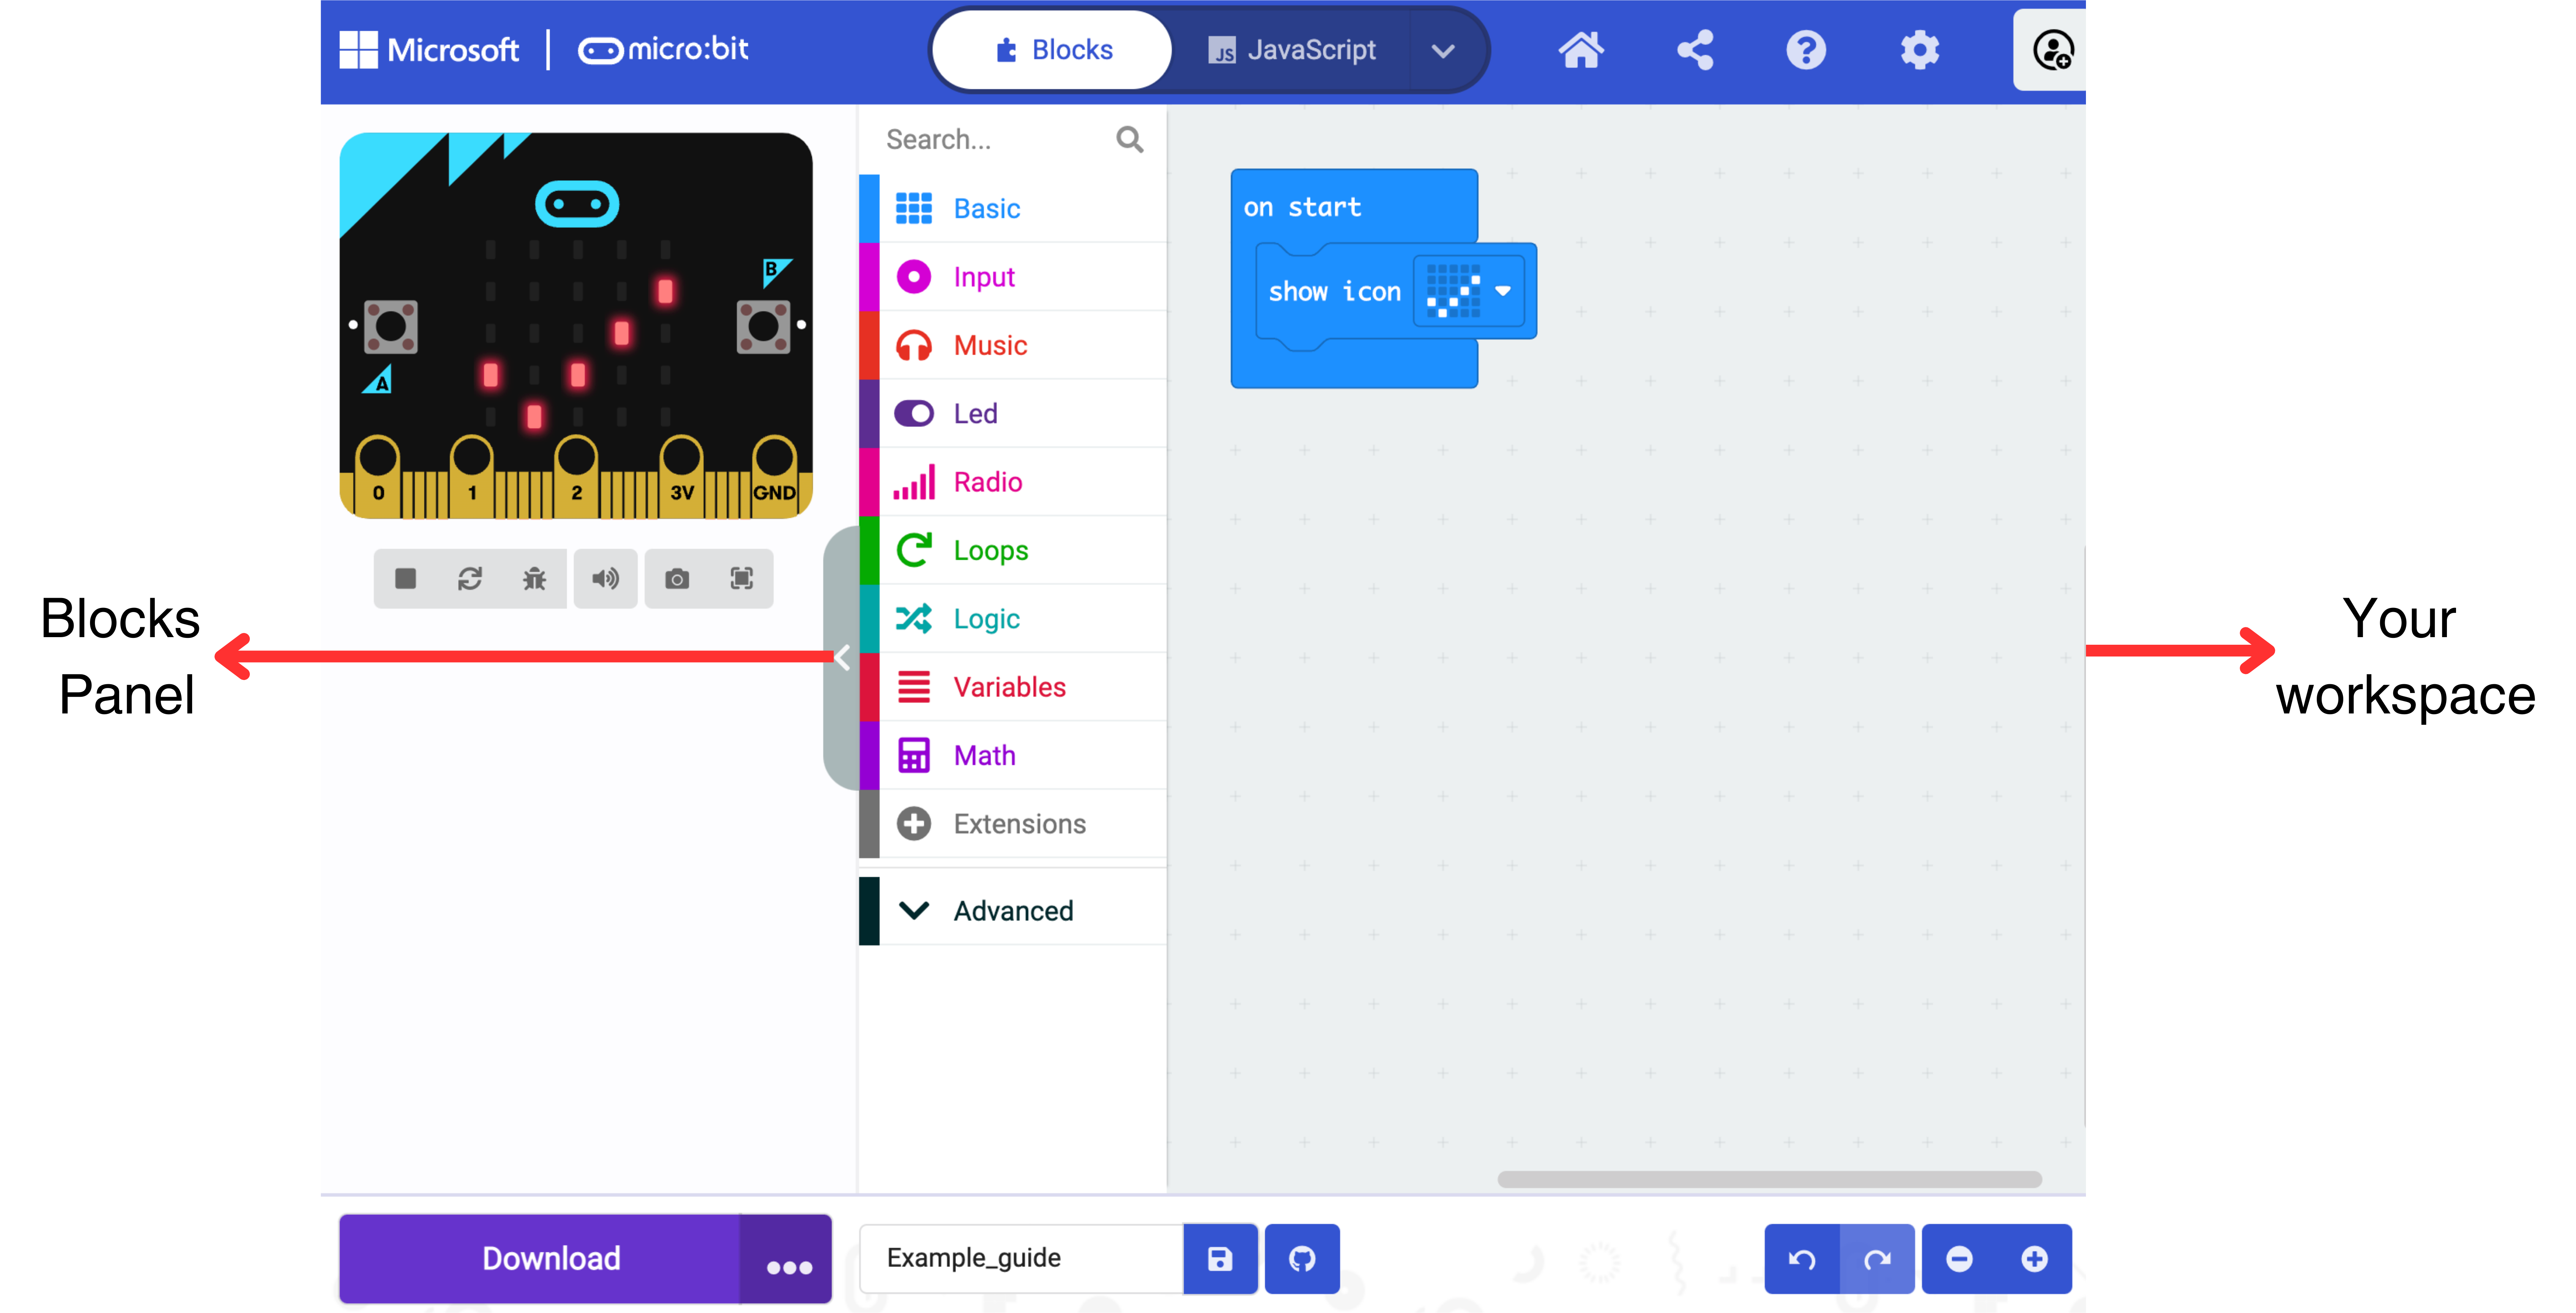 Microsoft | micro:bit
Blocks
JavaScript
Search...
Basic
Input
Music
Led
Radio
Loops
Logic
Variables
Math
Extensions
Advanced
B
A
0 1 2 3V GND
on start
show icon
Blocks
Panel
Your
workspace
Download
Example_guide